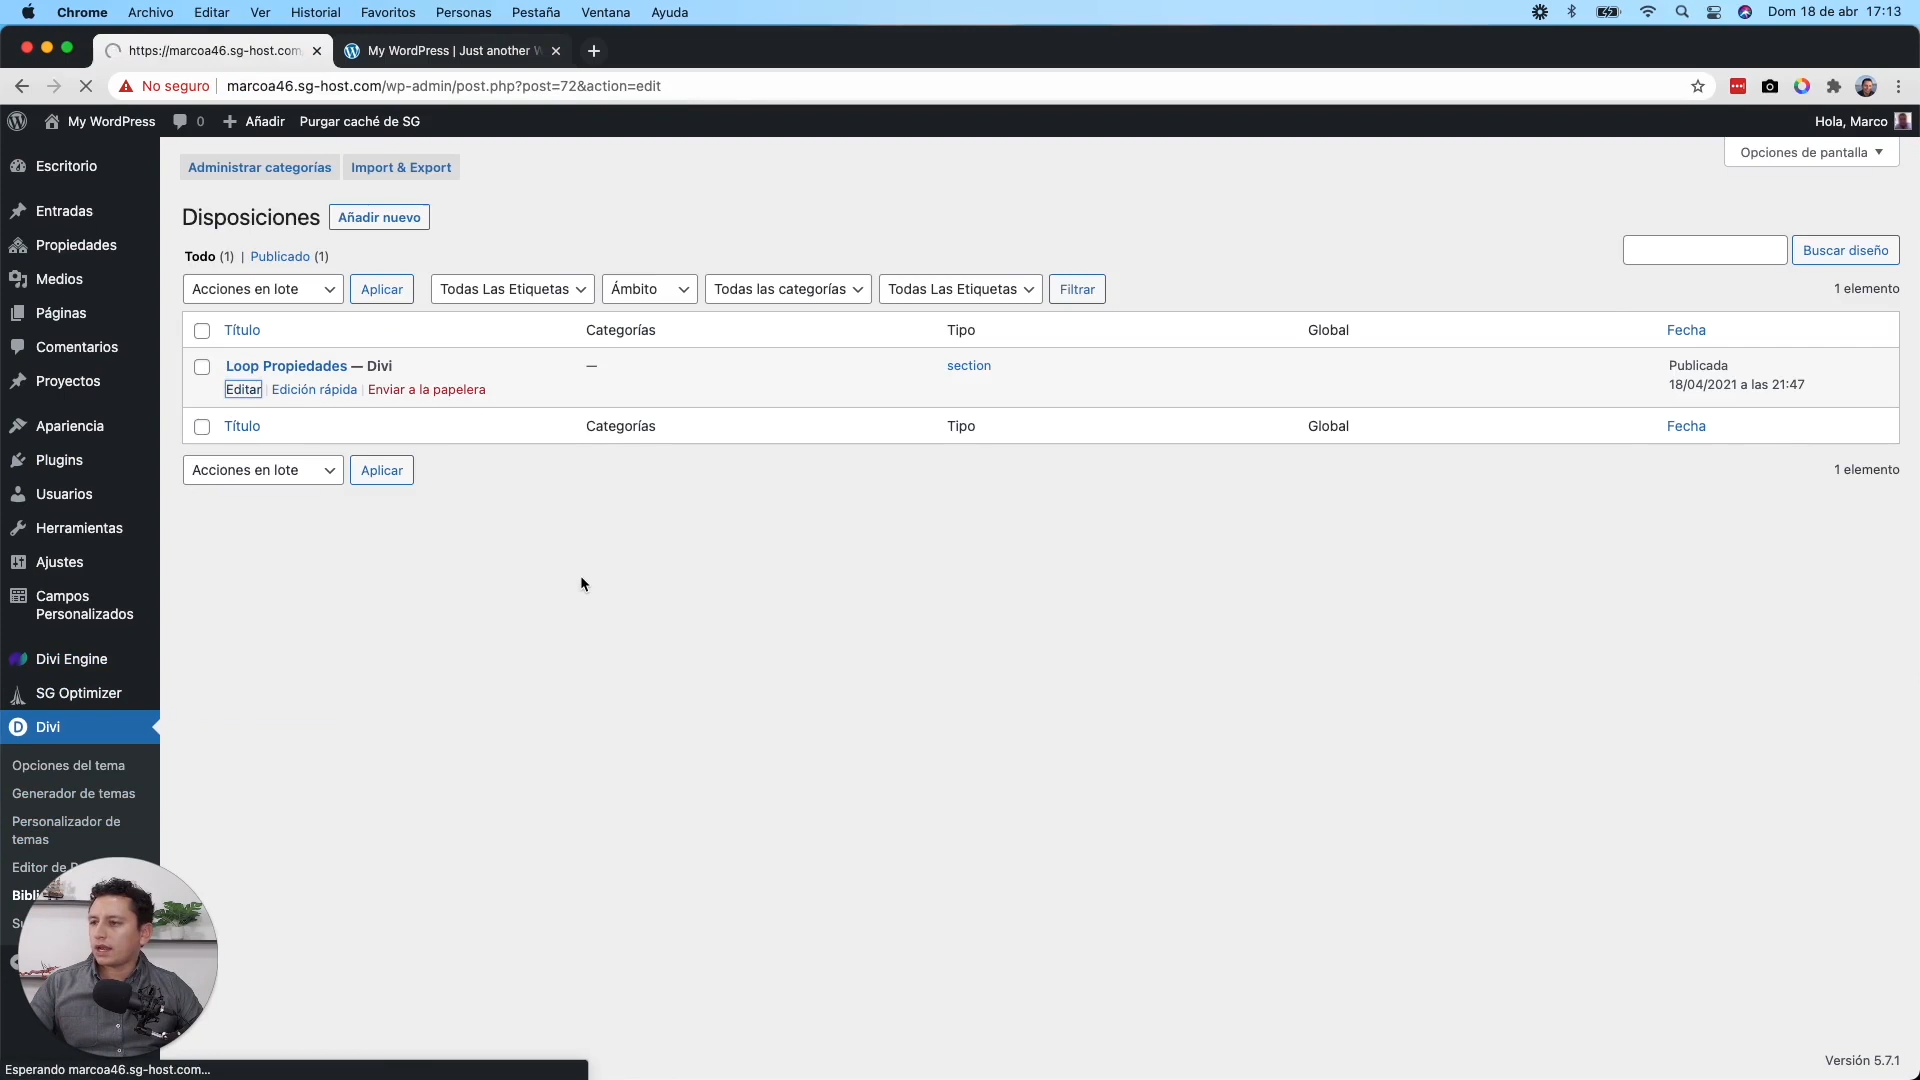 Chrome Archivo Editar Ver Historial Favoritos Personas Pestaña Ventana Ayuda Dom 18 de abr 17:13
https://marcoa46.sg-host.com My WordPress | Just another W
No seguro marcoa46.sg-host.com/wp-admin/post.php?post=72&action=edit
My WordPress 0 Añadir Purgar caché de SG Hola, Marco
Opciones de pantalla
Administrar categorías Import & Export
Disposiciones Añadir nuevo
Todo (1) | Publicado (1)
Buscar diseño
Acciones en lote Aplicar Todas Las Etiquetas Ámbito Todas las categorías Todas Las Etiquetas Filtrar 1 elemento
Título Categorías Tipo Global Fecha
Loop Propiedades — Divi — section Publicada
Editar | Edición rápida | Enviar a la papelera 18/04/2021 a las 21:47
Título Categorías Tipo Global Fecha
Acciones en lote Aplicar 1 elemento
Escritorio
Entradas
Propiedades
Medios
Páginas
Comentarios
Proyectos
Apariencia
Plugins
Usuarios
Herramientas
Ajustes
Campos
Personalizados
Divi Engine
SG Optimizer
Divi
Opciones del tema
Generador de temas
Personalizador de
temas
Editor de
Versión 5.7.1
Esperando marcoa46.sg-host.com...